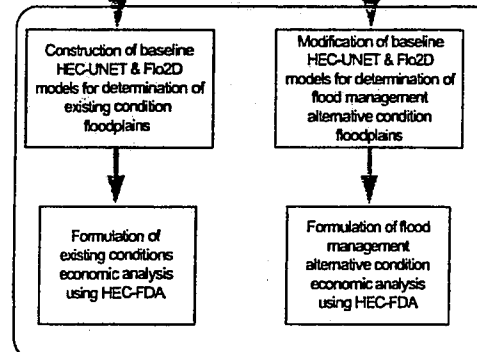 Construction of baseline
HEC-UNET & Flo2D
models for determination of
existing condition
floodplains
Modification of baseline
HEC-UNET & Flo2D
models for determination of
flood management
alternative condition
floodplains
Formulation of
existing conditions
economic analysis
using HEC-FDA
Formulation of flood
management
alternative condition
economic analysis
using HEC-FDA